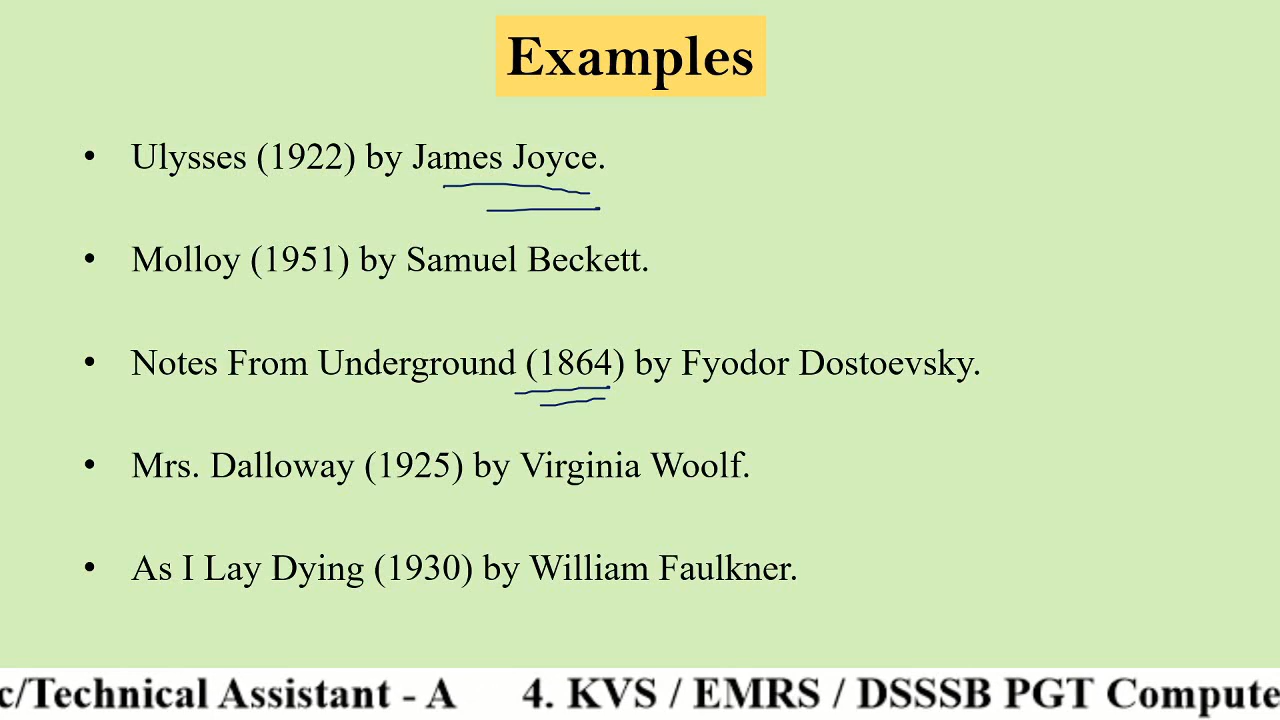 Examples
• Ulysses (1922) by James Joyce.
• Molloy (1951) by Samuel Beckett.
• Notes From Underground (1864) by Fyodor Dostoevsky.
• Mrs. Dalloway (1925) by Virginia Woolf.
• As I Lay Dying (1930) by William Faulkner.
c/Technical Assistant - A 4. KVS / EMRS / DSSSB PGT Compute